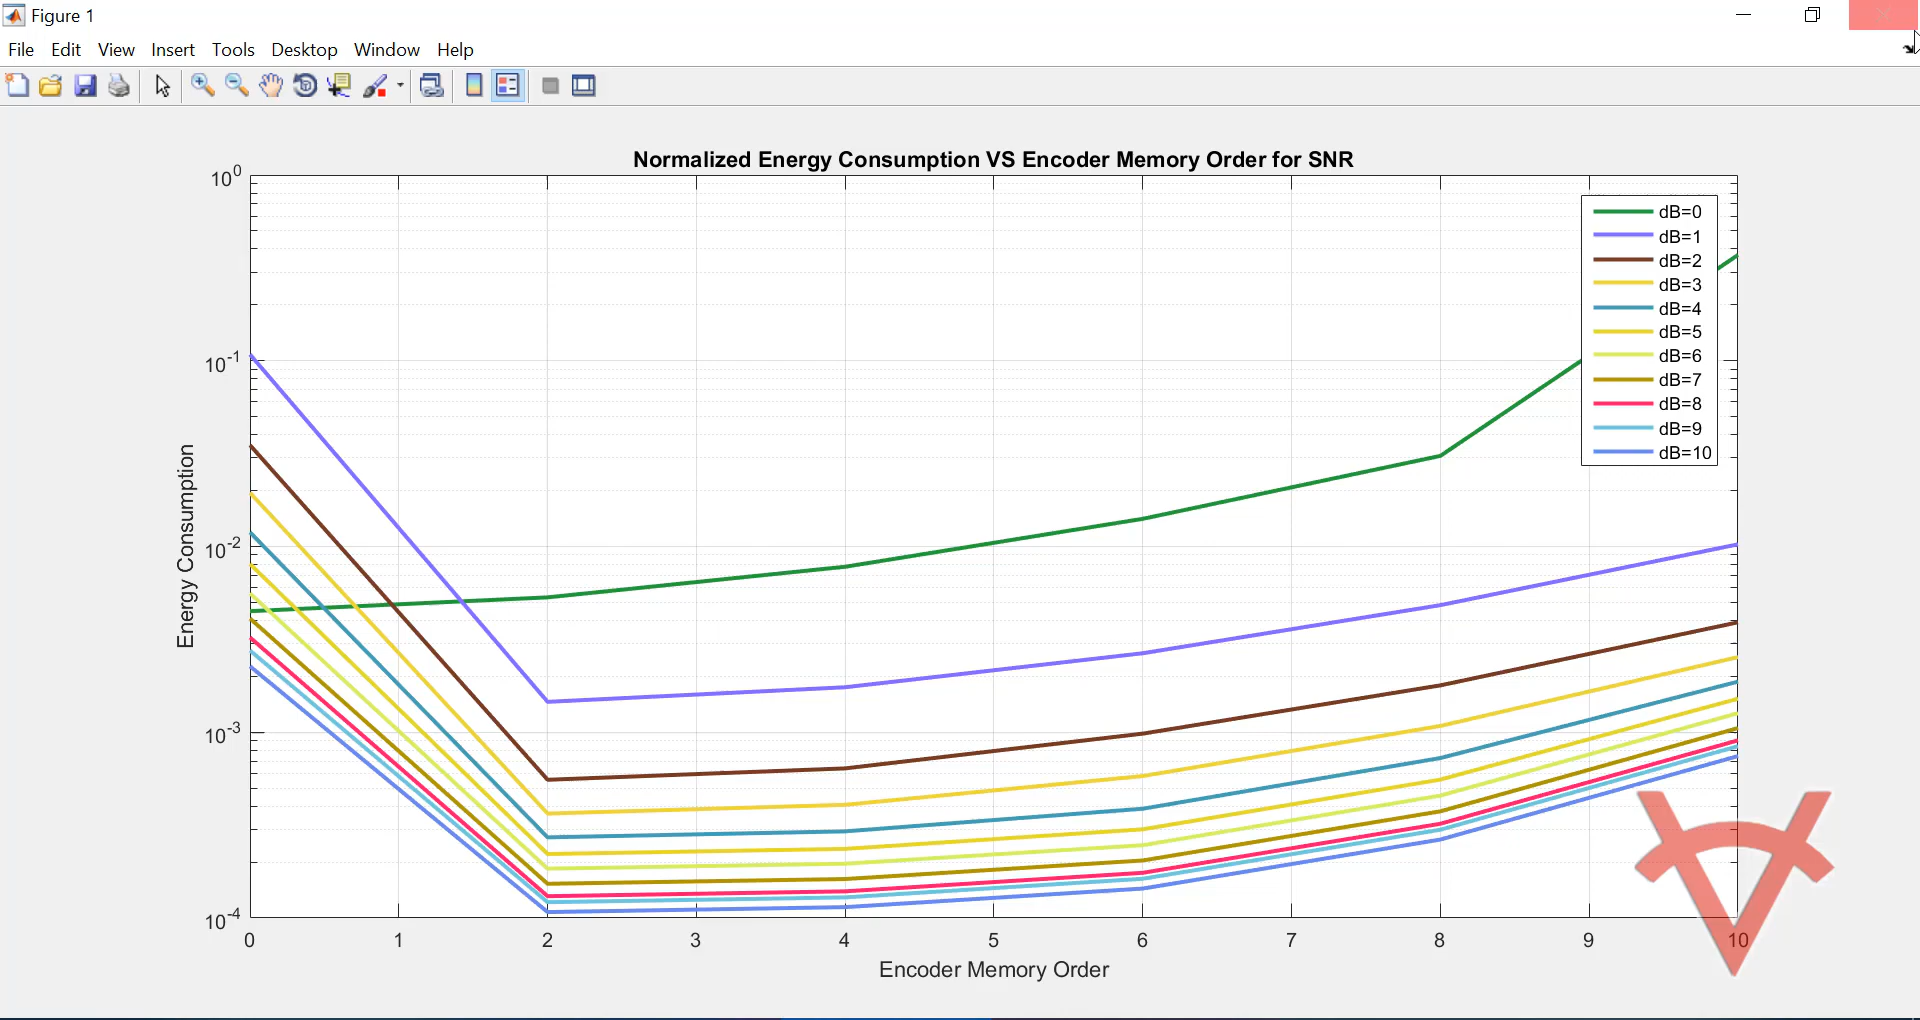 Figure 1
File Edit View Insert Tools Desktop Window Help
Normalized Energy Consumption VS Encoder Memory Order for SNR
10^0
10^-1
10^-2
10^-3
10^-4
Energy Consumption
dB=0
dB=1
dB=2
dB=3
dB=4
dB=5
dB=6
dB=7
dB=8
dB=9
dB=10
0 1 2 3 4 5 6 7 8 9 10
Encoder Memory Order